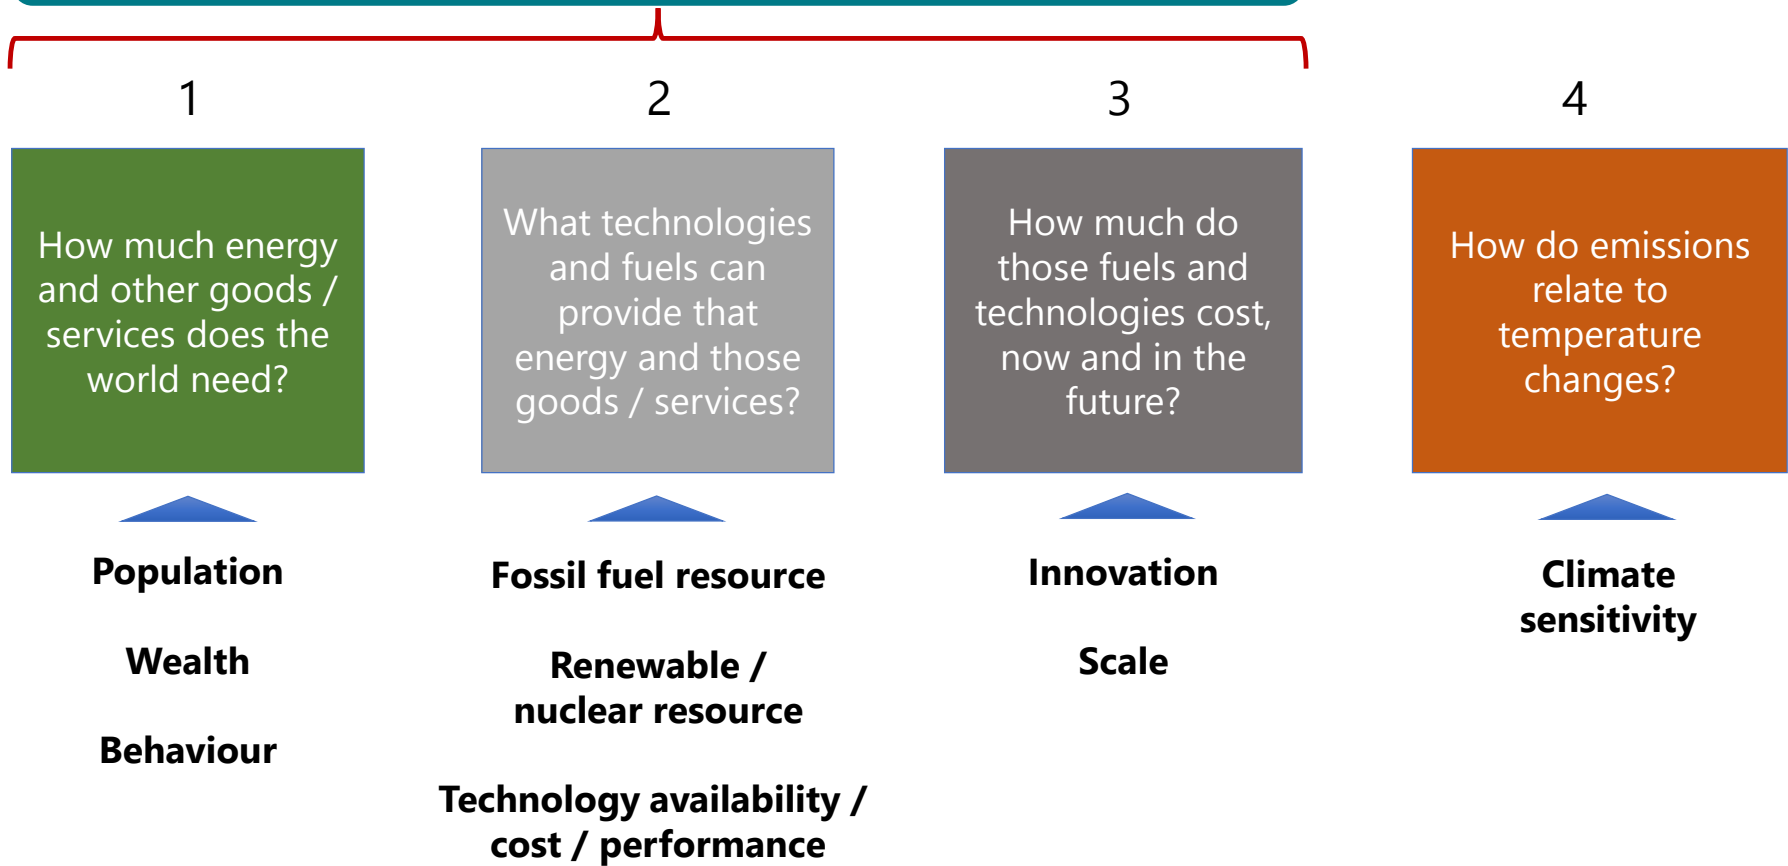 1
How much energy
and other goods /
services does the
world need?
Population
Wealth
Behaviour
2
What technologies
and fuels can
provide that
energy and those
goods / services?
Fossil fuel resource
Renewable /
nuclear resource
Technology availability /
cost / performance
3
How much do
those fuels and
technologies cost,
now and in the
future?
Innovation
Scale
4
How do emissions
relate to
temperature
changes?
Climate
sensitivity